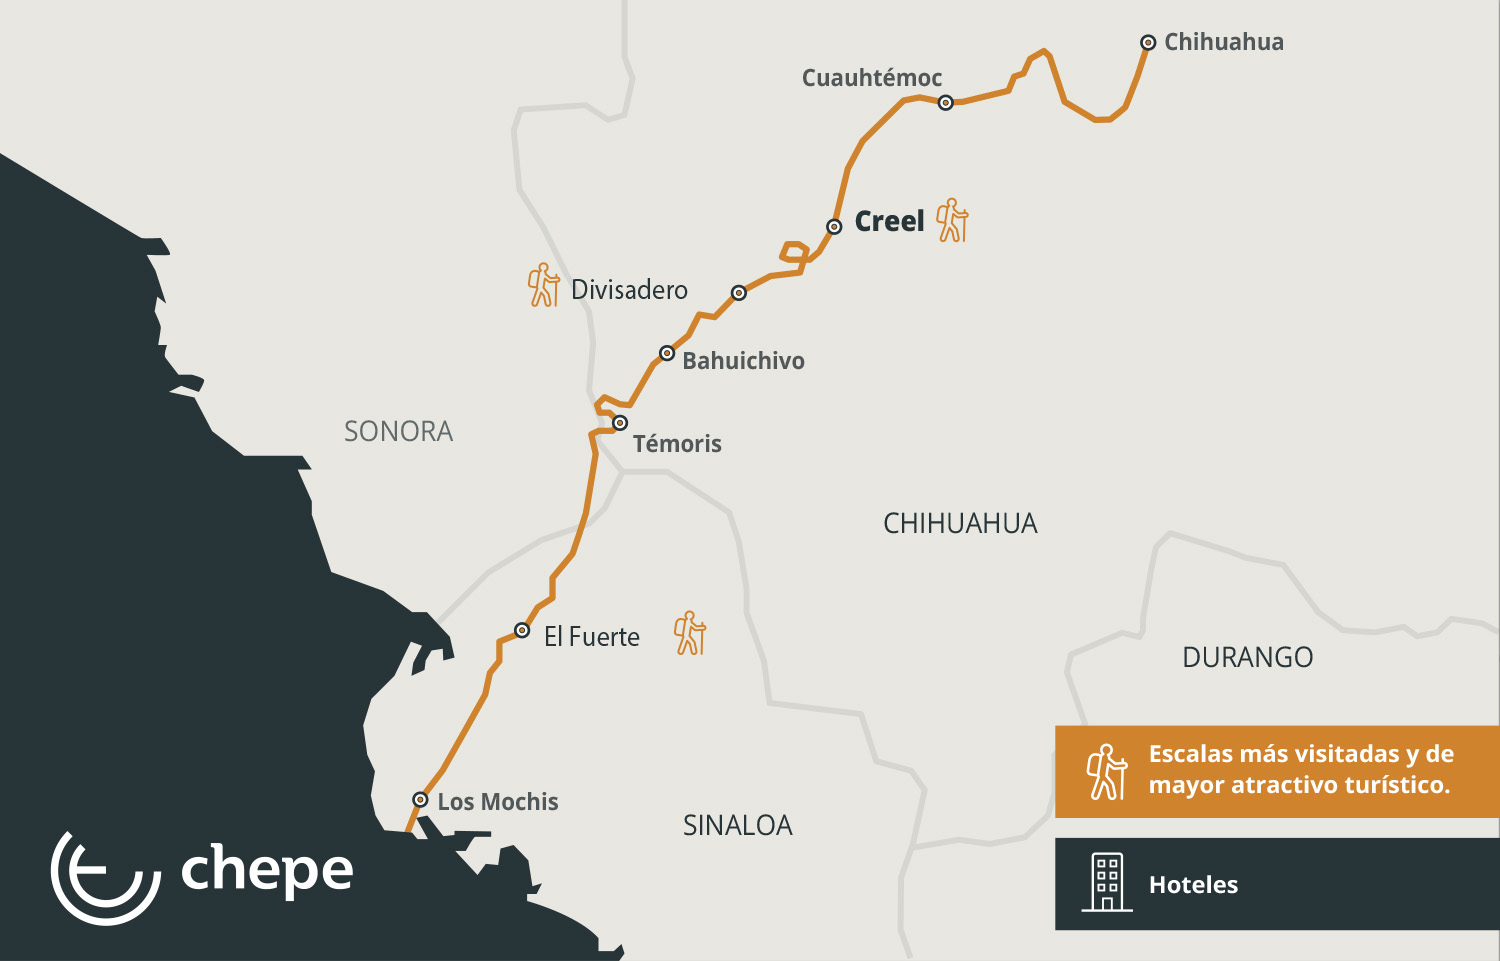 Chihuahua
Cuauhtémoc
Creel
Divisadero
Bahuichivo
SONORA
Témoris
CHIHUAHUA
El Fuerte
DURANGO
Escalas más visitadas y de
mayor atractivo turístico.
Los Mochis
SINALOA
chepe
Hoteles